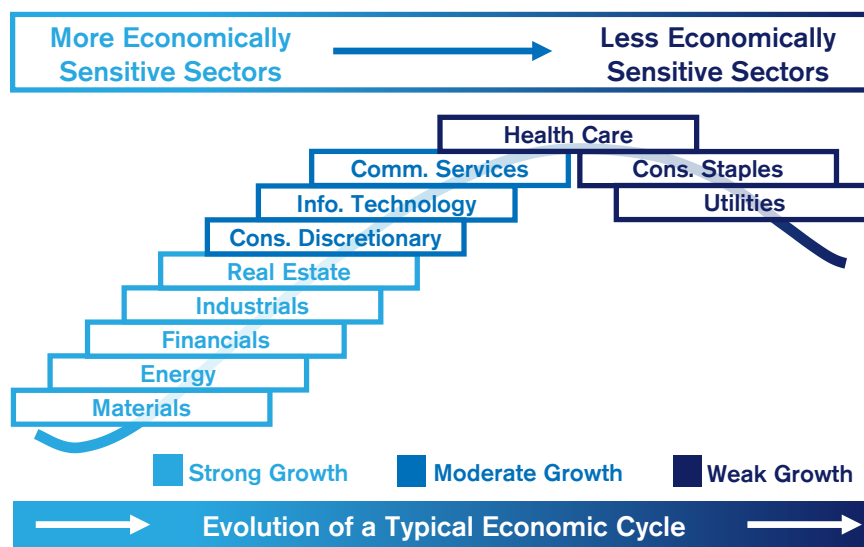 More Economically
Sensitive Sectors
Less Economically
Sensitive Sectors
Health Care
Comm. Services
Cons. Staples
Info. Technology
Utilities
Cons. Discretionary
Real Estate
Industrials
Financials
Energy
Materials
Strong Growth
Moderate Growth
Weak Growth
Evolution of a Typical Economic Cycle